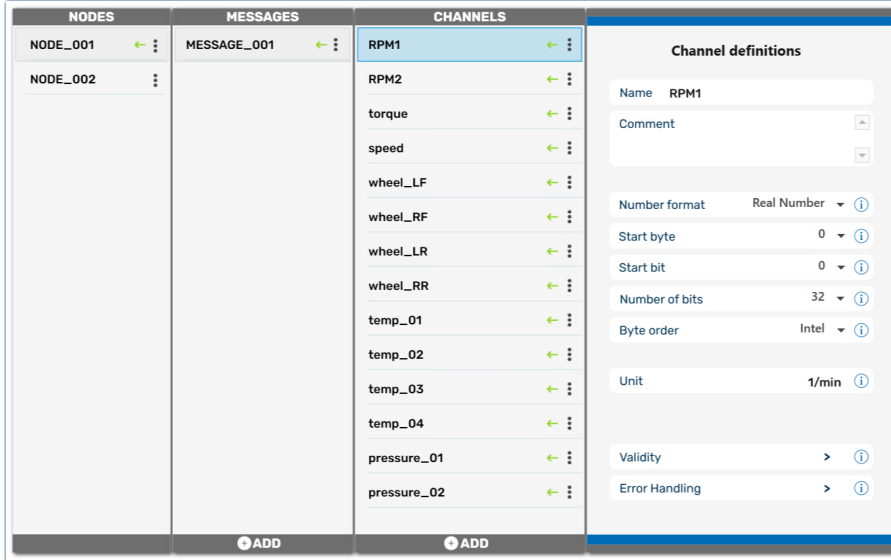 NODES
MESSAGES
CHANNELS
NODE_001
NODE_002
MESSAGE_001
RPM1
RPM2
torque
speed
wheel_LF
wheel_RF
wheel_LR
wheel_RR
temp_01
temp_02
temp_03
temp_04
pressure_01
pressure_02
ADD
ADD
Channel definitions
Name RPM1
Comment
Number format Real Number
Start byte 0
Start bit 0
Number of bits 32
Byte order Intel
Unit 1/min
Validity >
Error Handling >